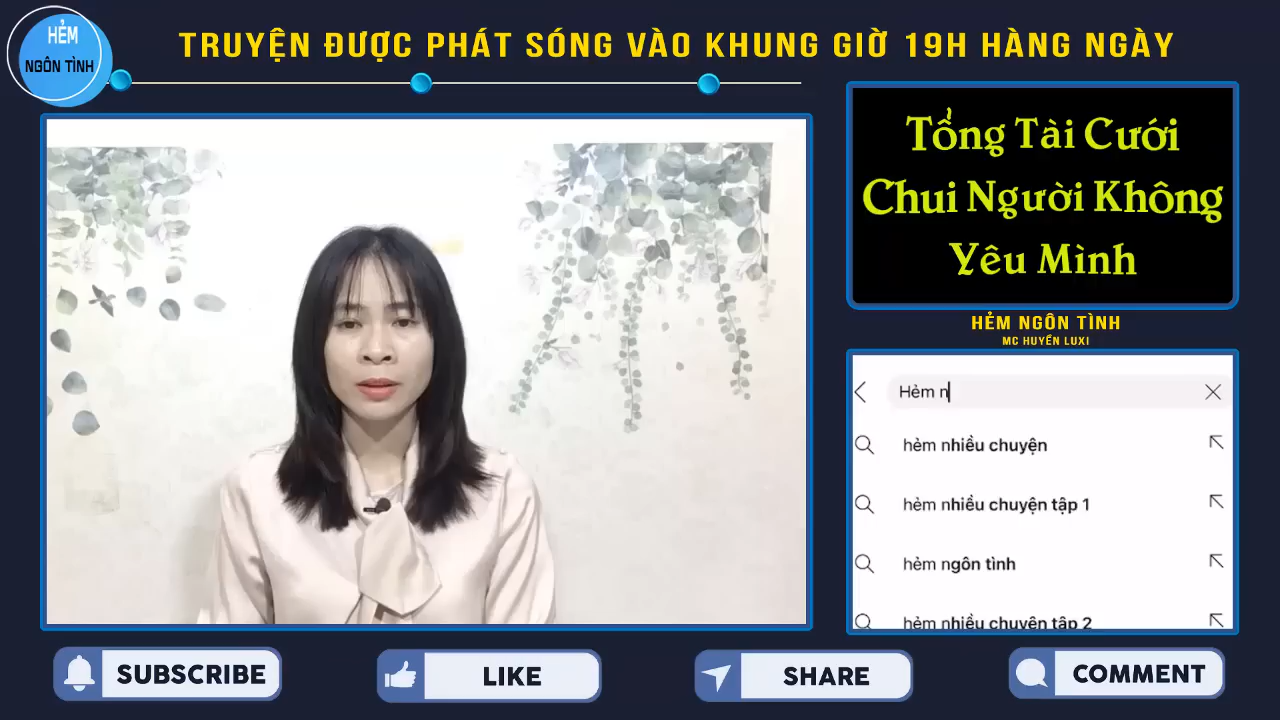 HẺM
NGÔN TÌNH
TRUYỆN ĐƯỢC PHÁT SÓNG VÀO KHUNG GIỜ 19H HÀNG NGÀY
Tổng Tài Cưới
Chui Người Không
Yêu Mình
HẺM NGÔN TÌNH
MC HUYỀN LUXI
Hẻm n
hẻm nhiều chuyện
hẻm nhiều chuyện tập 1
hẻm ngôn tình
hẻm nhiều chuyện tập 2
SUBSCRIBE
LIKE
SHARE
COMMENT